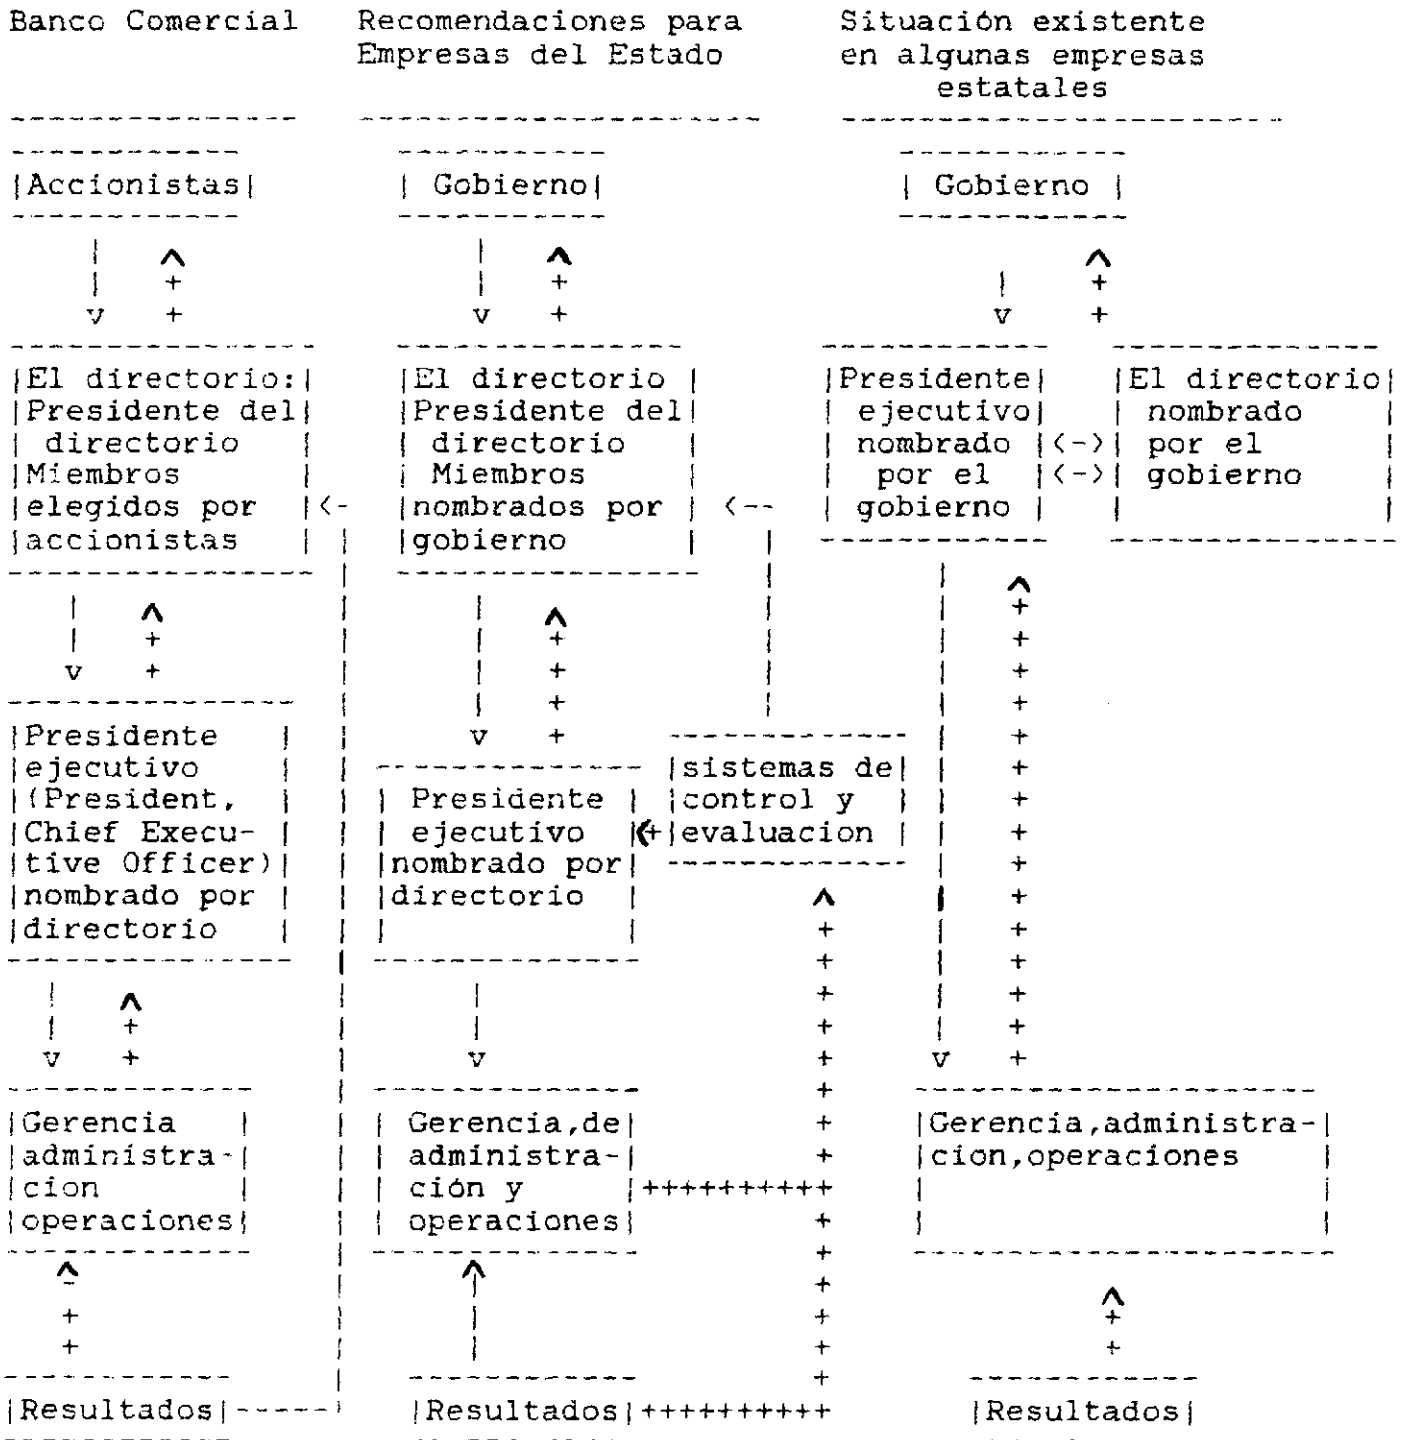 Banco Comercial
Recomendaciones para
Empresas del Estado
Situación existente
en algunas empresas
estatales
Accionistas
Gobierno
Gobierno
El directorio:
Presidente del
directorio
Miembros
elegidos por
accionistas
El directorio
Presidente del
directorio
Miembros
nombrados por
gobierno
Presidente
ejecutivo
nombrado
por el
gobierno
El directorio
nombrado
por el
gobierno
Presidente
ejecutivo
(President,
Chief Execu-
tive Officer)
nombrado por
directorio
Presidente
ejecutivo
nombrado por
directorio
sistemas de
control y
evaluacion
Gerencia
administra-
cion
operaciones
Gerencia,de
administra-
ción y
operaciones
Gerencia,administra-
cion,operaciones
Resultados
Resultados
Resultados